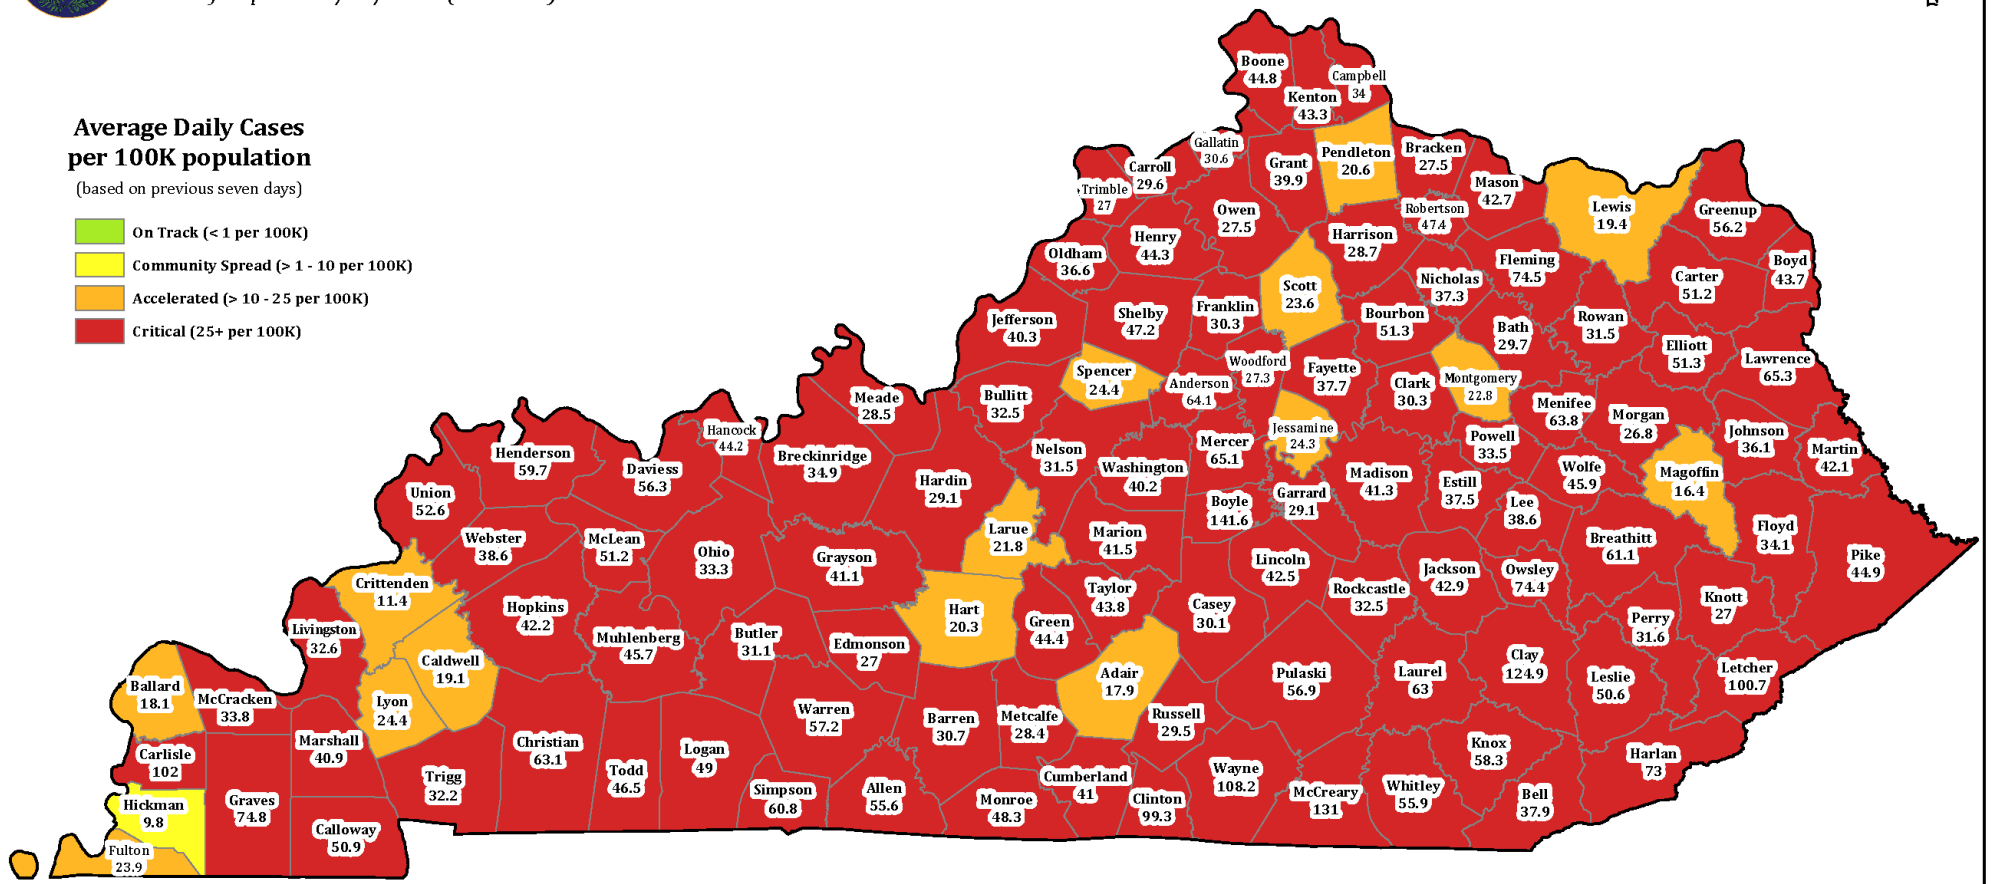 Average Daily Cases
per 100K population
(based on previous seven days)
On Track (< 1 per 100K)
Community Spread (> 1 - 10 per 100K)
Accelerated (> 10 - 25 per 100K)
Critical (25+ per 100K)
Boone
44.8
Campbell
34
Kenton
43.3
Gallatin
30.6
Pendleton
20.6
Bracken
27.5
Grant
39.9
Carroll
29.6
Trimble
27
Mason
42.7
Owen
27.5
Robertson
47.4
Lewis
19.4
Greenup
56.2
Henry
44.3
Harrison
28.7
Oldham
36.6
Fleming
74.5
Boyd
43.7
Nicholas
37.3
Carter
51.2
Scott
23.6
Jefferson
40.3
Shelby
47.2
Franklin
30.3
Bourbon
51.3
Bath
29.7
Rowan
31.5
Elliott
51.3
Lawrence
65.3
Spencer
24.4
Woodford
27.3
Anderson
64.1
Fayette
37.7
Clark
30.3
Montgomery
22.8
Bullitt
32.5
Meade
28.5
Menifee
63.8
Morgan
26.8
Johnson
36.1
Martin
42.1
Hancock
44.2
Jessamine
24.3
Henderson
59.7
Daviess
56.3
Breckinridge
34.9
Nelson
31.5
Washington
40.2
Mercer
65.1
Powell
33.5
Wolfe
45.9
Magoffin
16.4
Union
52.6
Hardin
29.1
Madison
41.3
Estill
37.5
Boyle
141.6
Garrard
29.1
Lee
38.6
Webster
38.6
McLean
51.2
Ohio
33.3
Grayson
41.1
Larue
21.8
Marion
41.5
Breathitt
61.1
Floyd
34.1
Pike
44.9
Lincoln
42.5
Crittenden
11.4
Hopkins
42.2
Hart
20.3
Taylor
43.8
Casey
30.1
Rockcastle
32.5
Jackson
42.9
Owsley
74.4
Knott
27
Livingston
32.6
Muhlenberg
45.7
Butler
31.1
Edmonson
27
Green
44.4
Perry
31.6
Ballard
18.1
McCracken
33.8
Caldwell
19.1
Lyon
24.4
Adair
17.9
Pulaski
56.9
Laurel
63
Clay
124.9
Leslie
50.6
Letcher
100.7
Warren
57.2
Barren
30.7
Metcalfe
28.4
Russell
29.5
Carlisle
102
Marshall
40.9
Christian
63.1
Logan
49
Knox
58.3
Harlan
73
Trigg
32.2
Todd
46.5
Simpson
60.8
Allen
55.6
Monroe
48.3
Cumberland
41
Clinton
99.3
Wayne
108.2
McCreary
131
Whitley
55.9
Bell
37.9
Hickman
9.8
Graves
74.8
Calloway
50.9
Fulton
23.9